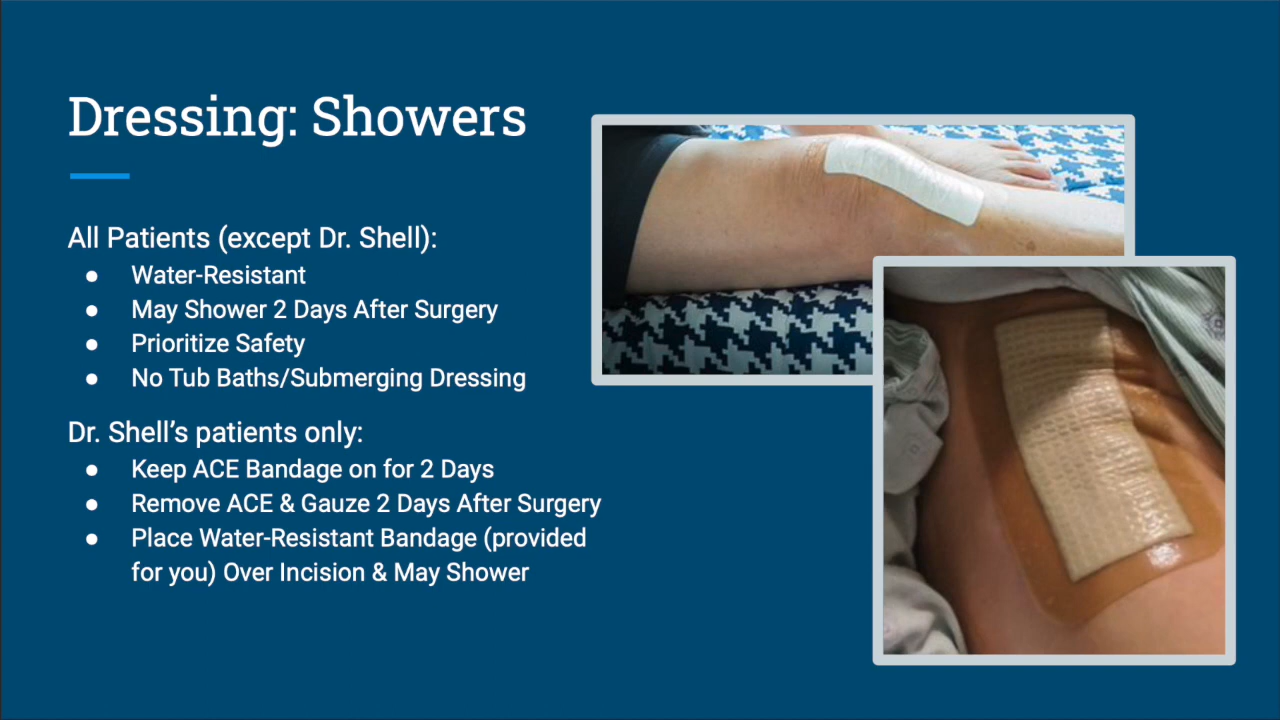 Dressing: Showers
All Patients (except Dr. Shell):
● Water-Resistant
● May Shower 2 Days After Surgery
● Prioritize Safety
● No Tub Baths/Submerging Dressing
Dr. Shell’s patients only:
● Keep ACE Bandage on for 2 Days
● Remove ACE & Gauze 2 Days After Surgery
● Place Water-Resistant Bandage (provided
for you) Over Incision & May Shower